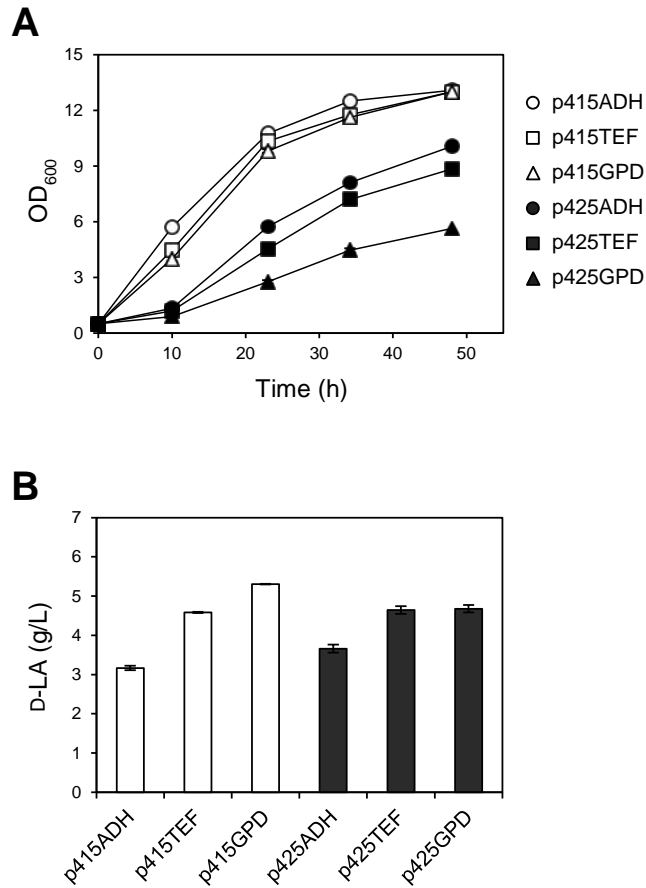 A
15
12
9
6
3
0
OD600
0 10 20 30 40 50
Time (h)
p415ADH
p415TEF
p415GPD
p425ADH
p425TEF
p425GPD
B
7
6
5
4
3
2
1
0
D-LA (g/L)
p415ADH
p415TEF
p415GPD
p425ADH
p425TEF
p425GPD